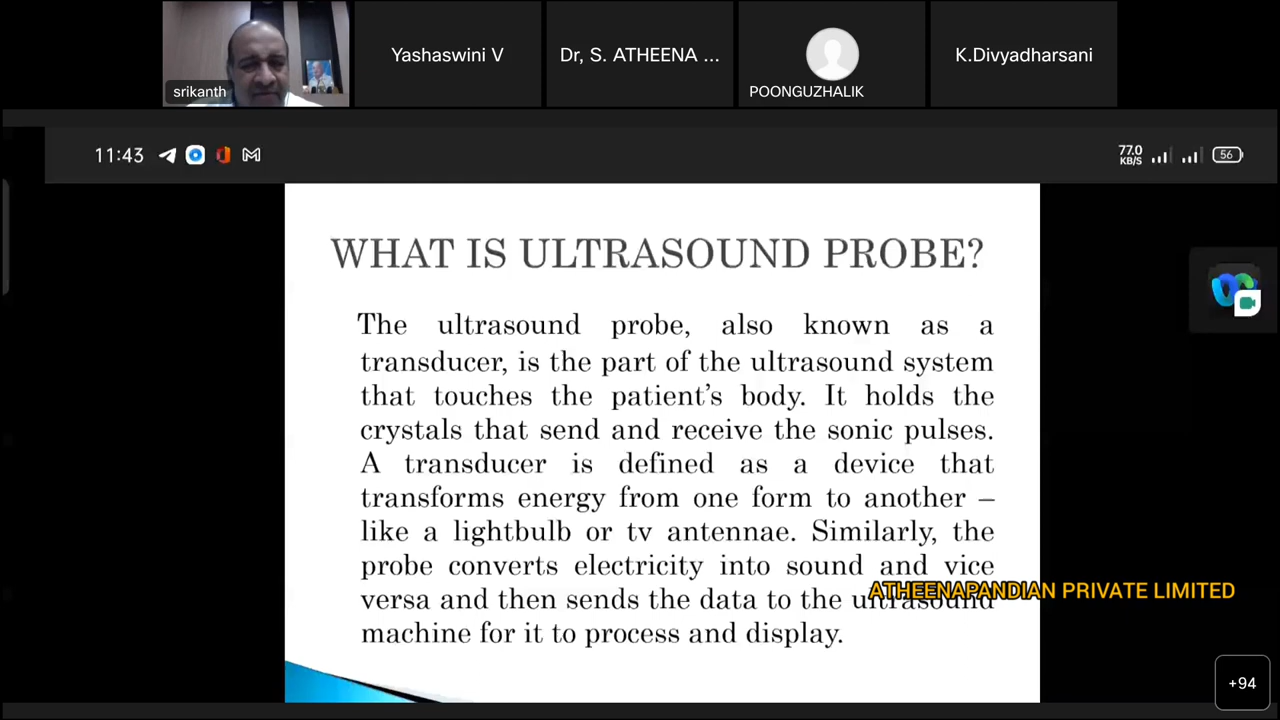 srikanth
Yashaswini V
Dr, S. ATHEENA ...
POONGUZHALIK
K.Divyadharsani
11:43
77.0
KB/S
56
WHAT IS ULTRASOUND PROBE?
The ultrasound probe, also known as a
transducer, is the part of the ultrasound system
that touches the patient's body. It holds the
crystals that send and receive the sonic pulses.
A transducer is defined as a device that
transforms energy from one form to another –
like a lightbulb or tv antennae. Similarly, the
probe converts electricity into sound and vice
versa and then sends the data to the ultrasound
machine for it to process and display.
ATHEENAPANDIAN PRIVATE LIMITED
+94